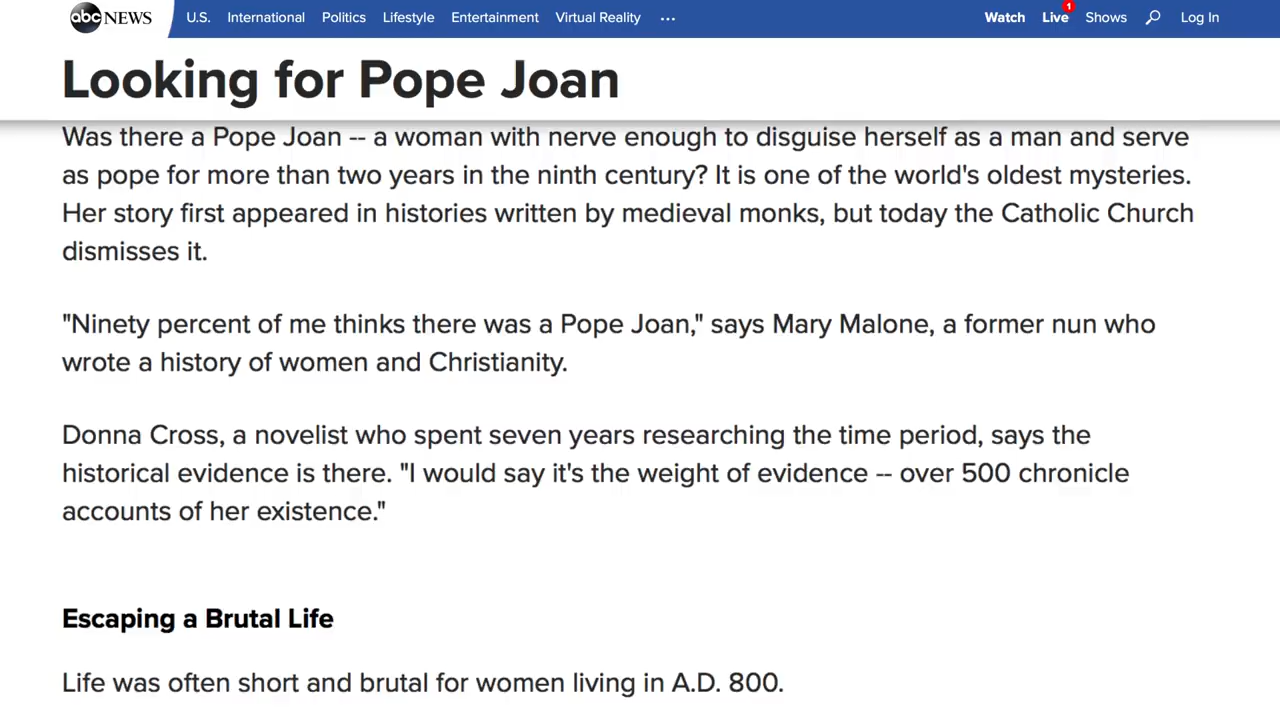 abc NEWS U.S. International Politics Lifestyle Entertainment Virtual Reality ... Watch Live 1 Shows Log In
Looking for Pope Joan
Was there a Pope Joan -- a woman with nerve enough to disguise herself as a man and serve
as pope for more than two years in the ninth century? It is one of the world's oldest mysteries.
Her story first appeared in histories written by medieval monks, but today the Catholic Church
dismisses it.
"Ninety percent of me thinks there was a Pope Joan," says Mary Malone, a former nun who
wrote a history of women and Christianity.
Donna Cross, a novelist who spent seven years researching the time period, says the
historical evidence is there. "I would say it's the weight of evidence -- over 500 chronicle
accounts of her existence."
Escaping a Brutal Life
Life was often short and brutal for women living in A.D. 800.